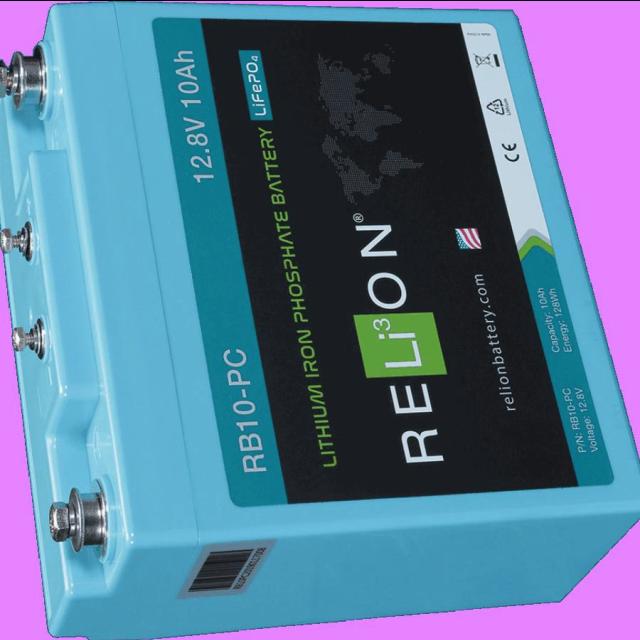 RB10-PC
12.8V 10Ah
LITHIUM IRON PHOSPHATE BATTERY
LiFePO4
RELi3ON®
relionbattery.com
P/N: RB10-PC
Voltage: 12.8V
Capacity: 10Ah
Energy: 128Wh
CE
Lithium